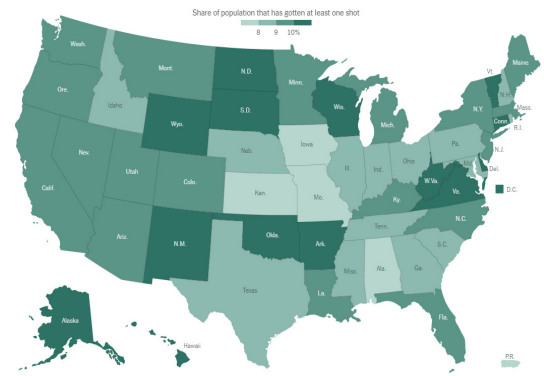 Share of population that has gotten at least one shot
8 9 10%
Wash.
Mont.
N.D.
Minn.
Vt.
Maine
Ore.
Idaho
S.D.
Wis.
Mich.
N.Y.
N.H.
Mass.
Conn.
R.I.
Wyo.
Iowa
Neb.
Nev.
Utah
Colo.
Calif.
Kan.
Mo.
Ill.
Ind.
Ohio
Pa.
N.J.
Md.
Del.
D.C.
W.Va.
Va.
Ky.
N.C.
Tenn.
S.C.
Ariz.
N.M.
Okla.
Ark.
Texas
La.
Miss.
Ala.
Ga.
Fla.
Alaska
Hawaii
P.R.